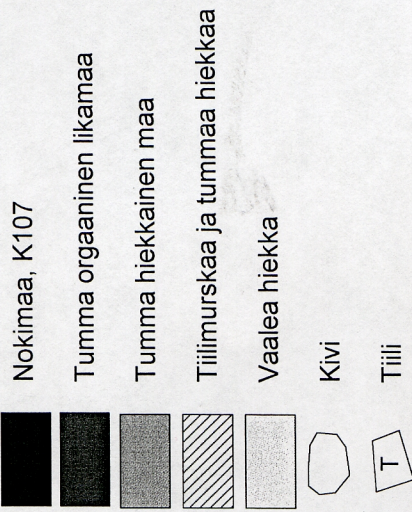 Nokimaa, K107
Tumma orgaaninen likamaa
Tumma hiekkainen maa
Tiilimurskaa ja tummaa hiekkaa
Vaalea hiekka
Kivi
T Tiili